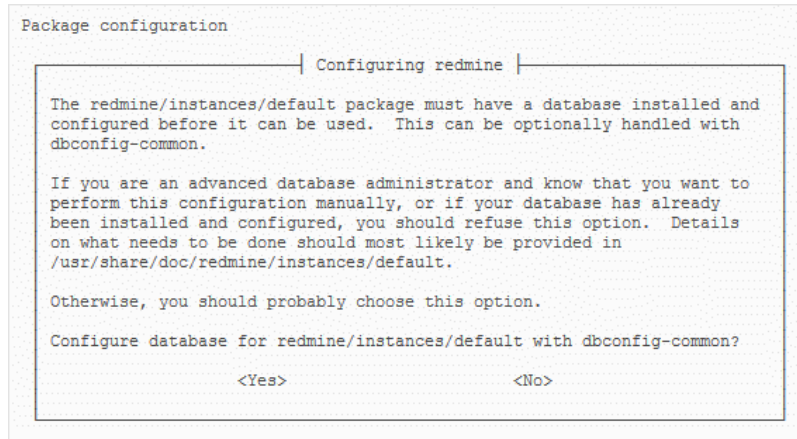 Package configuration
Configuring redmine
The redmine/instances/default package must have a database installed and
configured before it can be used.  This can be optionally handled with
dbconfig-common.
If you are an advanced database administrator and know that you want to
perform this configuration manually, or if your database has already
been installed and configured, you should refuse this option.  Details
on what needs to be done should most likely be provided in
/usr/share/doc/redmine/instances/default.
Otherwise, you should probably choose this option.
Configure database for redmine/instances/default with dbconfig-common?
<Yes> <No>